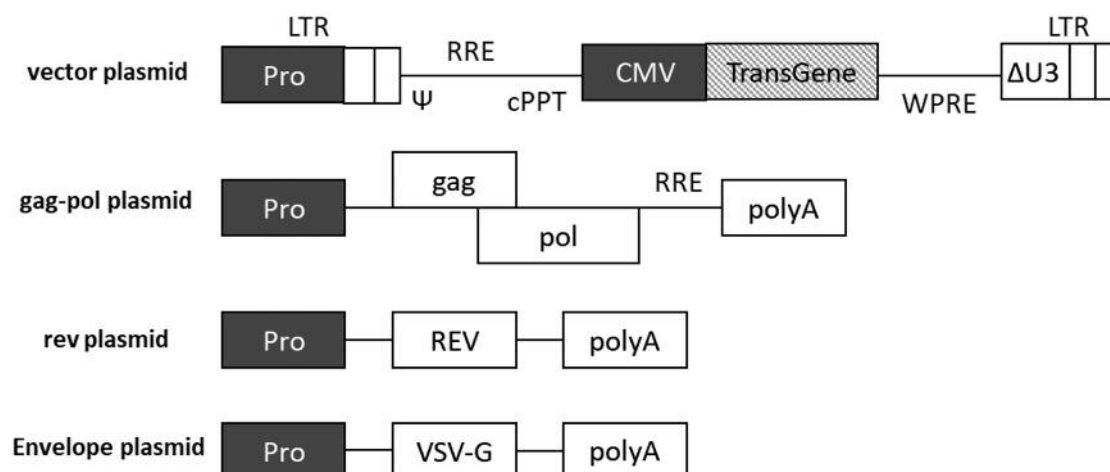 LTR LTR
RRE
vector plasmid Pro CMV TransGene ΔU3
Ψ cPPT WPRE
gag RRE
gag-pol plasmid Pro polyA
pol
rev plasmid Pro REV polyA
Envelope plasmid Pro VSV-G polyA